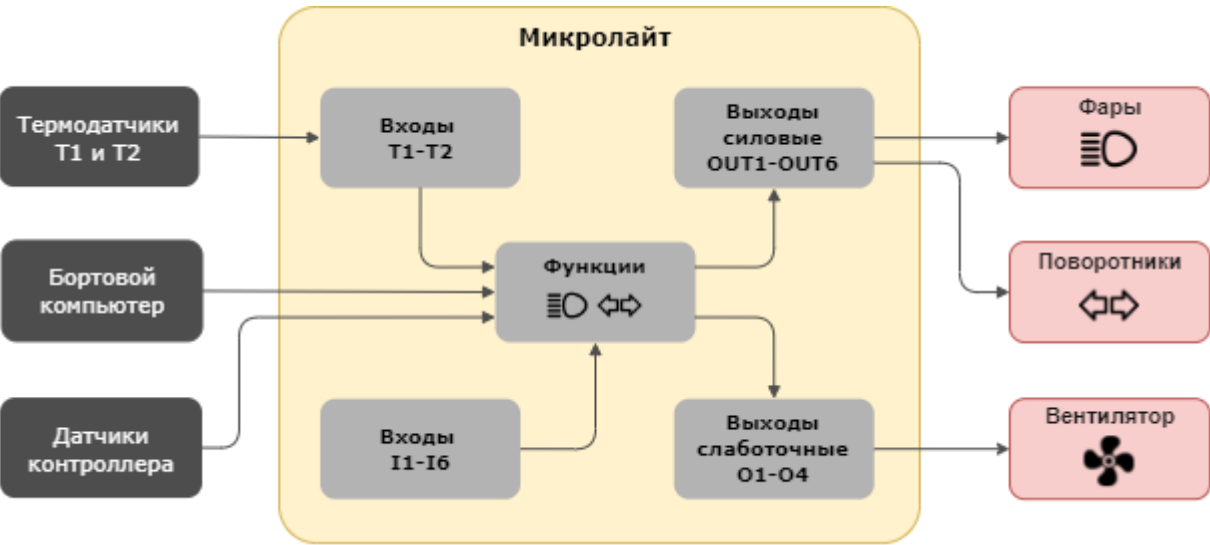 Микролайт
Термодатчики
T1 и T2
Входы
T1-T2
Выходы
силовые
OUT1-OUT6
Фары
Бортовой
компьютер
Функции
Поворотники
Датчики
контроллера
Входы
I1-I6
Выходы
слаботочные
O1-O4
Вентилятор